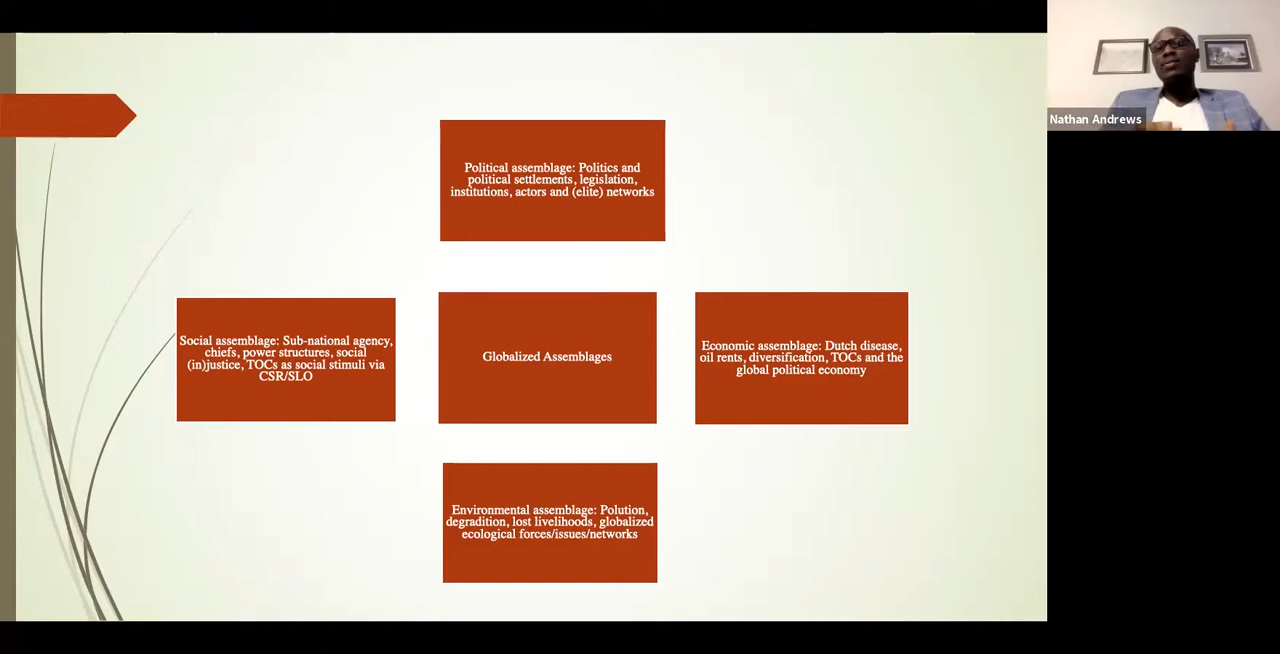 Nathan Andrews
Political assemblage: Politics and
political settlements, legislation,
institutions, actors and (elite) networks
Social assemblage: Sub-national agency,
chiefs, power structures, social
(in)justice, TOCs as social stimuli via
CSR/SLO
Globalized Assemblages
Economic assemblage: Dutch disease,
oil rents, diversification, TOCs and the
global political economy
Environmental assemblage: Polution,
degradition, lost livelihoods, globalized
ecological forces/issues/networks